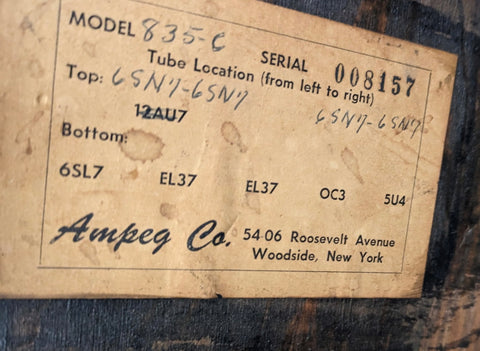 MODEL 835-C SERIAL 008157
Tube Location (from left to right)
Top: 6SN7-6SN7 6SN7-6SN7
12AU7
Bottom:
6SL7 EL37 EL37 OC3 5U4
Ampeg Co. 54-06 Roosevelt Avenue
Woodside, New York